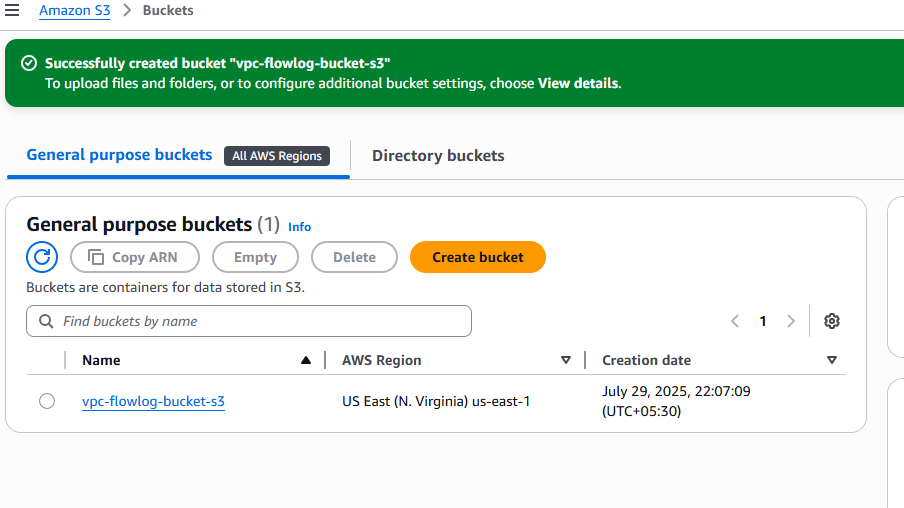 Amazon S3 > Buckets
Successfully created bucket "vpc-flowlog-bucket-s3"
To upload files and folders, or to configure additional bucket settings, choose View details.
General purpose buckets All AWS Regions Directory buckets
General purpose buckets (1) Info
Copy ARN Empty Delete Create bucket
Buckets are containers for data stored in S3.
Find buckets by name 1
Name AWS Region Creation date
vpc-flowlog-bucket-s3 US East (N. Virginia) us-east-1 July 29, 2025, 22:07:09
(UTC+05:30)